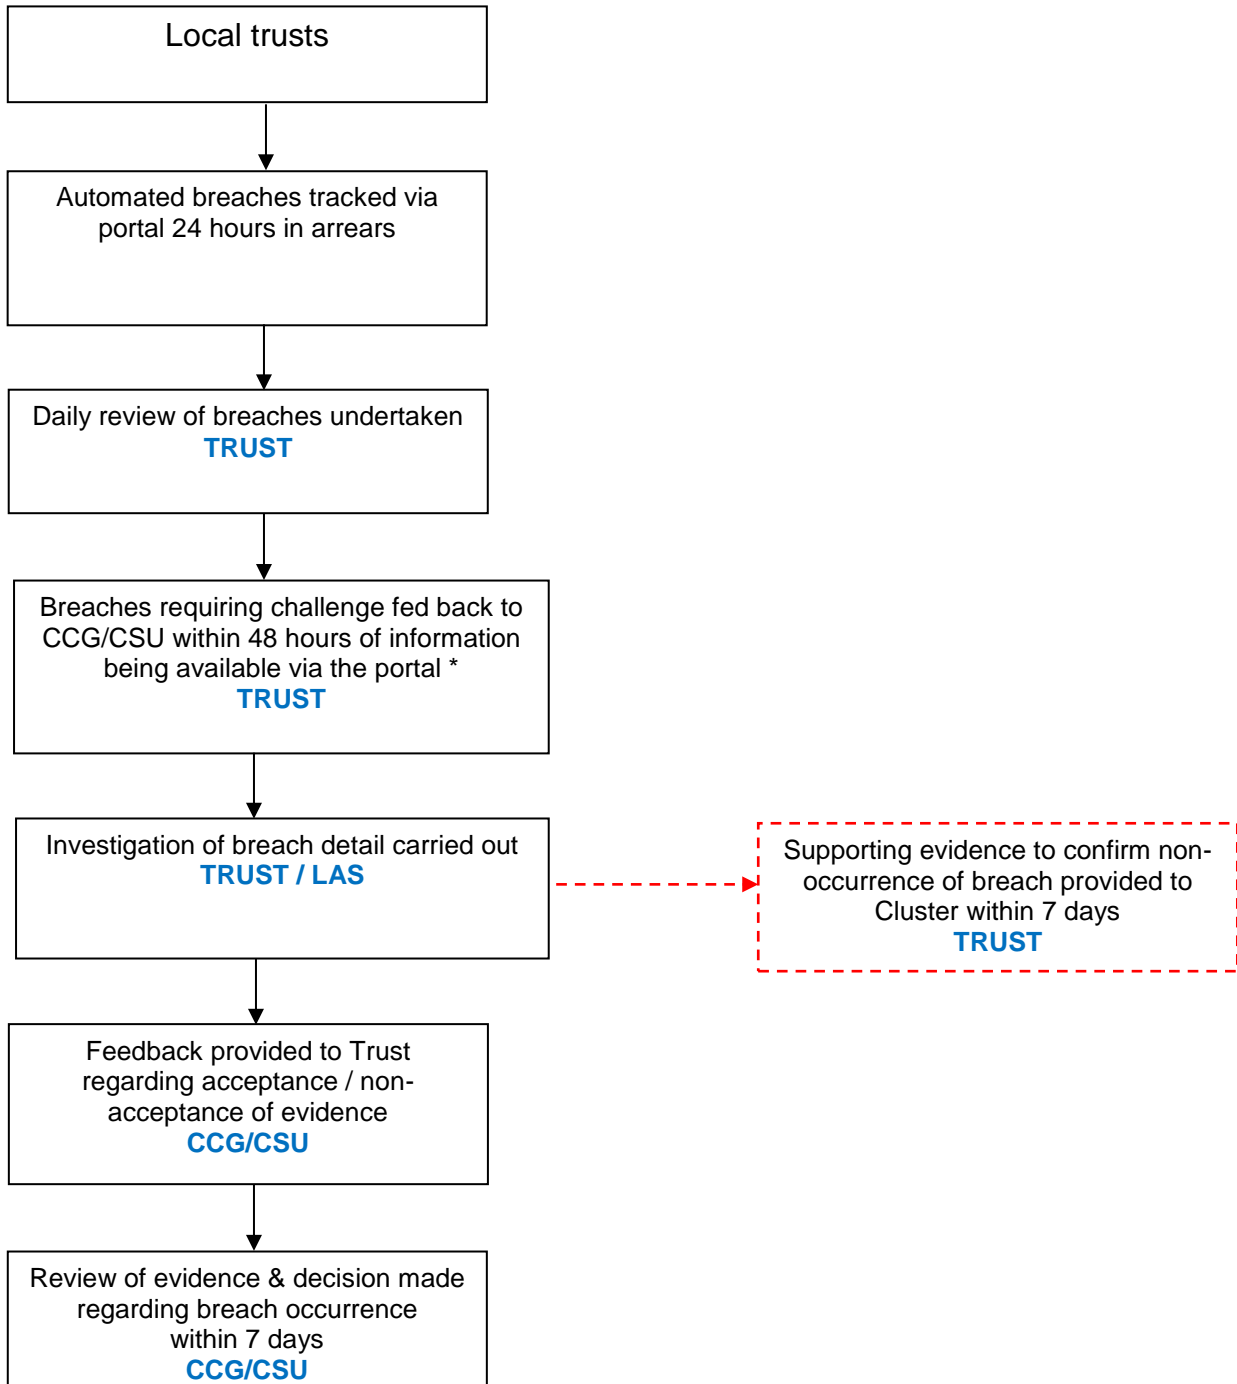 Local trusts
Automated breaches tracked via
portal 24 hours in arrears
Daily review of breaches undertaken
TRUST
Breaches requiring challenge fed back to
CCG/CSU within 48 hours of information
being available via the portal *
TRUST
Investigation of breach detail carried out
TRUST / LAS
Supporting evidence to confirm non-
occurrence of breach provided to
Cluster within 7 days
TRUST
Feedback provided to Trust
regarding acceptance / non-
acceptance of evidence
CCG/CSU
Review of evidence & decision made
regarding breach occurrence
within 7 days
CCG/CSU